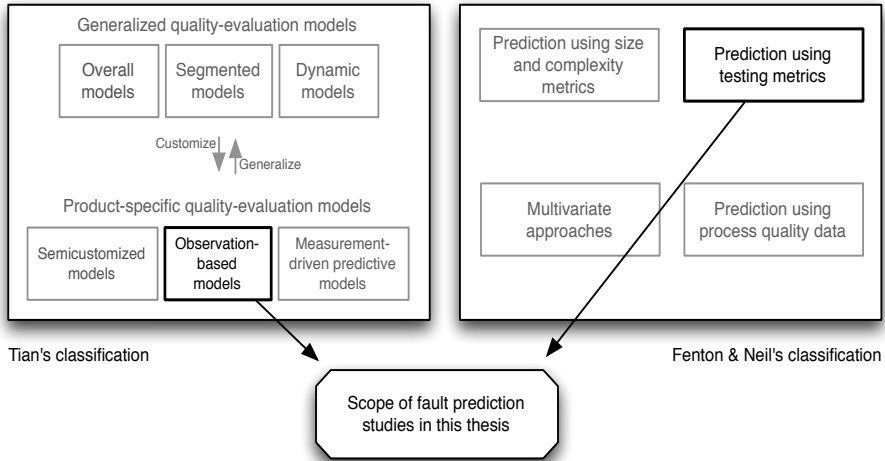 Generalized quality-evaluation models
Overall
models
Segmented
models
Dynamic
models
Customize
Generalize
Product-specific quality-evaluation models
Semicustomized
models
Observation-
based
models
Measurement-
driven predictive
models
Tian's classification
Prediction using size
and complexity
metrics
Prediction using
testing metrics
Multivariate
approaches
Prediction using
process quality data
Fenton & Neil's classification
Scope of fault prediction
studies in this thesis